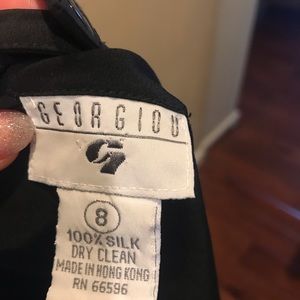 GEORGIOU
G
8
100% SILK
DRY CLEAN
MADE IN HONG KONG
RN 66596